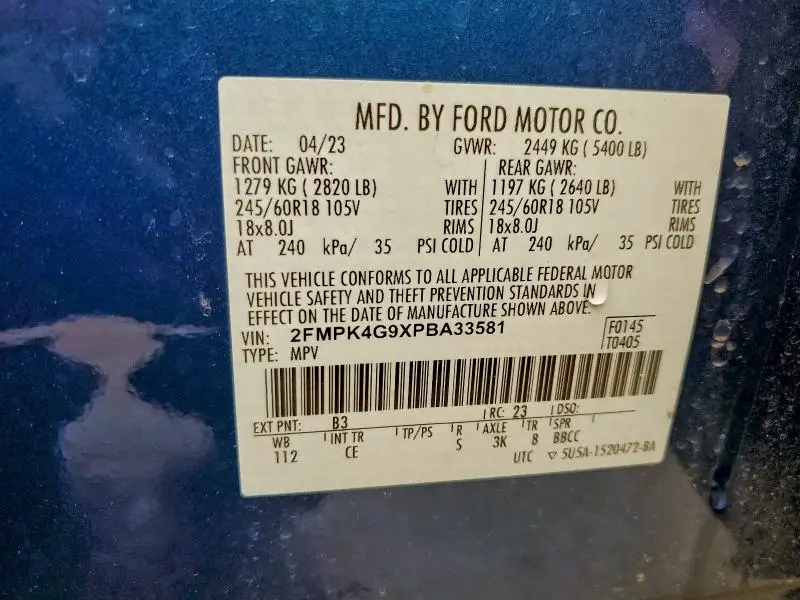 MFD. BY FORD MOTOR CO.
DATE: 04/23 GVWR: 2449 KG ( 5400 LB)
FRONT GAWR: REAR GAWR:
1279 KG ( 2820 LB) WITH 1197 KG ( 2640 LB) WITH
245/60R18 105V TIRES 245/60R18 105V TIRES
18x8.0J RIMS 18x8.0J RIMS
AT 240 kPa/ 35 PSI COLD AT 240 kPa/ 35 PSI COLD
THIS VEHICLE CONFORMS TO ALL APPLICABLE FEDERAL MOTOR
VEHICLE SAFETY AND THEFT PREVENTION STANDARDS IN
EFFECT ON THE DATE OF MANUFACTURE SHOWN ABOVE.
VIN: 2FMPK4G9XPBA33581 F0145
TYPE: MPV T0405
EXT PNT: B3 RC: 23 DSO:
WB INT TR TP/PS R AXLE TR SPR
112 CE S 3K 8 BBCC
UTC ▽ 5U5A-1520472-BA